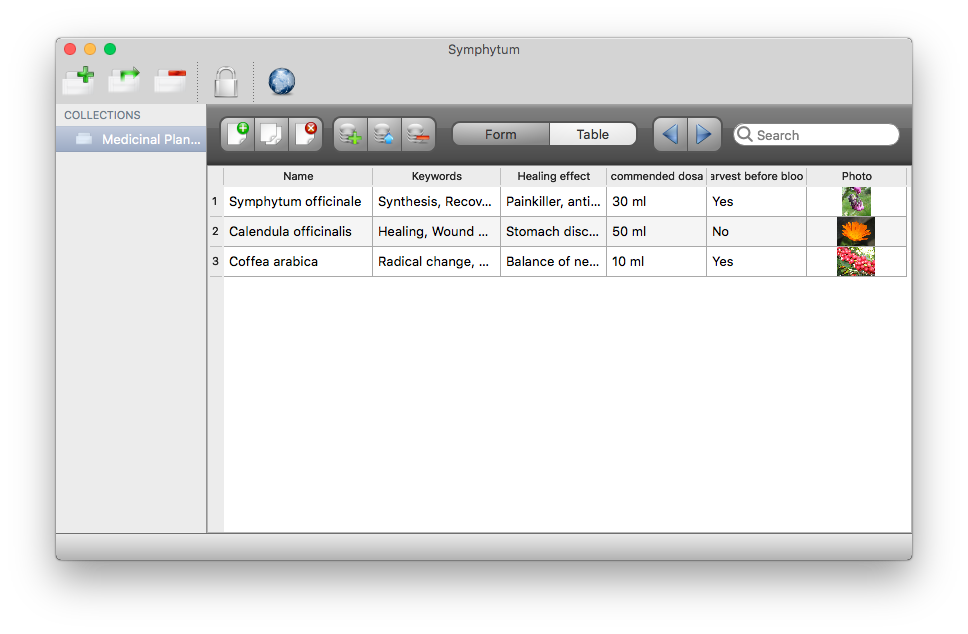 Symphytum
COLLECTIONS
Medicinal Plan...
Form Table Search
Name Keywords Healing effect commended dosa arvest before bloo Photo
1 Symphytum officinale Synthesis, Recov... Painkiller, anti... 30 ml Yes
2 Calendula officinalis Healing, Wound ... Stomach disc... 50 ml No
3 Coffea arabica Radical change, ... Balance of ne... 10 ml Yes